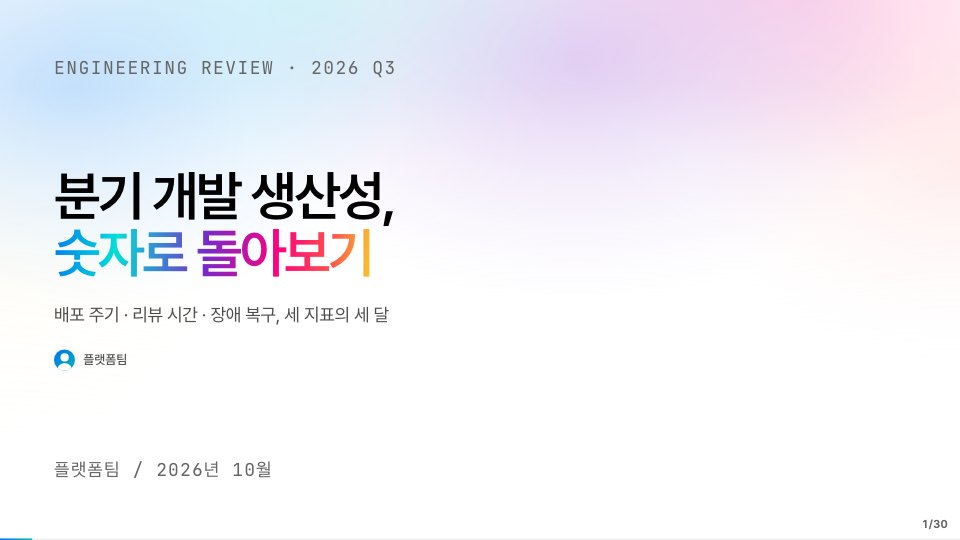 ENGINEERING REVIEW · 2026 Q3
분기 개발 생산성,
숫자로 돌아보기
배포 주기 · 리뷰 시간 · 장애 복구, 세 지표의 세 달
플랫폼팀
플랫폼팀 / 2026년 10월
1/30